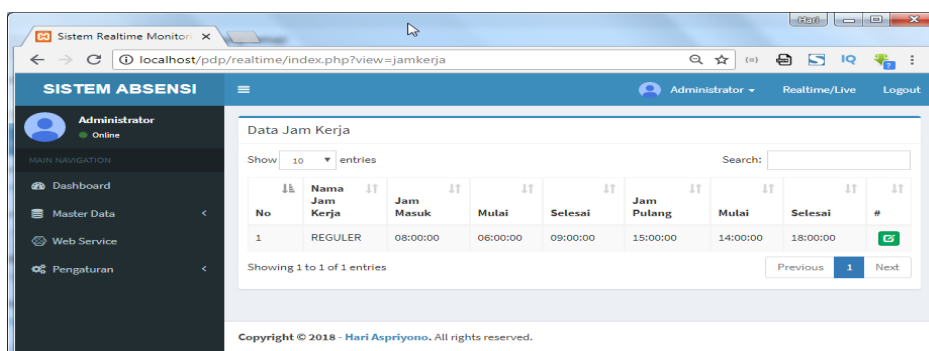 Hari
Sistem Realtime Monitori
localhost/pdp/realtime/index.php?view=jamkerja
IQ
SISTEM ABSENSI
Administrator
Realtime/Live
Logout
Administrator
Online
MAIN NAVIGATION
Dashboard
Master Data
Web Service
Pengaturan
Data Jam Kerja
Show 10 entries
Search:
No Nama Jam Kerja Jam Masuk Mulai Selesai Jam Pulang Mulai Selesai #
1 REGULER 08:00:00 06:00:00 09:00:00 15:00:00 14:00:00 18:00:00
Showing 1 to 1 of 1 entries
Previous 1 Next
Copyright © 2018 - Hari Aspriyono. All rights reserved.